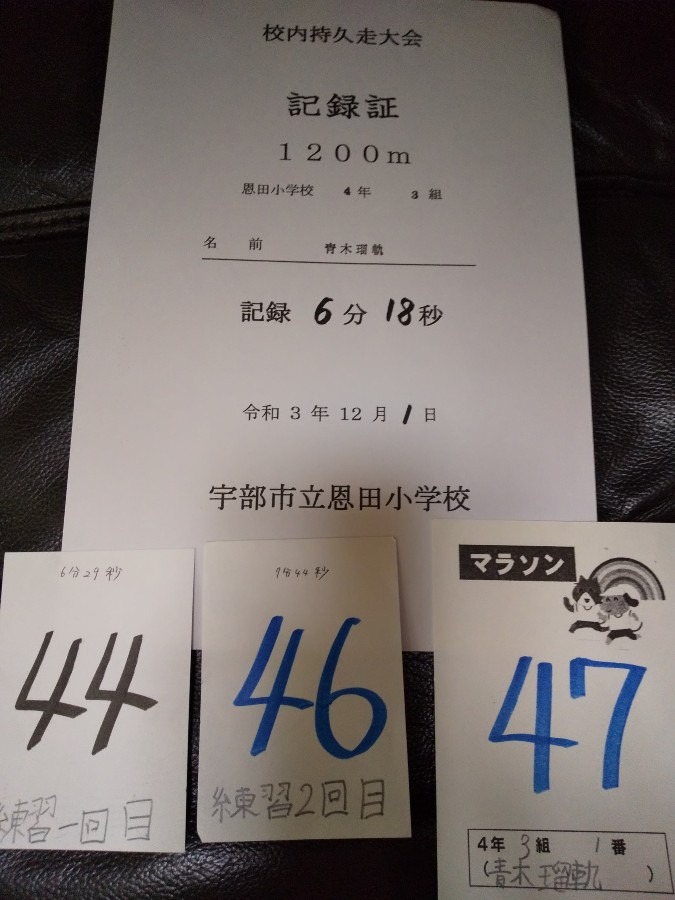 校内持久走大会
記録証
１２００ｍ
恩田小学校 4年 3組
名 前 青木瑠軌
記録 6分 18秒
令和 3 年 12 月 1 日
宇部市立恩田小学校
6分29秒
44
練習一回目
7分44秒
46
練習2回目
マラソン
47
4年 3組 1番
(青木瑠軌)